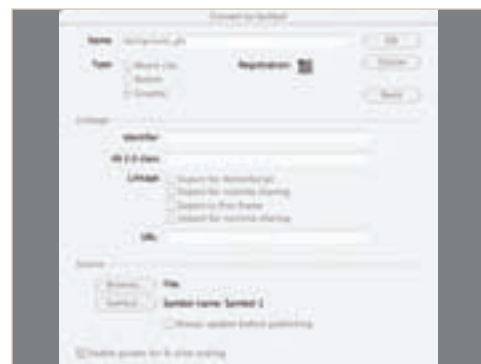 Convert to Symbol
Name: background_gfx
OK
Type: Movie clip
Registration:
Cancel
Button
Graphic
Basic
Linkage
Identifier:
AS 2.0 class:
Linkage: Export for ActionScript
Export for runtime sharing
Export in first frame
Import for runtime sharing
URL:
Source
Browse... File:
Symbol... Symbol name: Symbol 1
Always update before publishing
Enable guides for 9-slice scaling